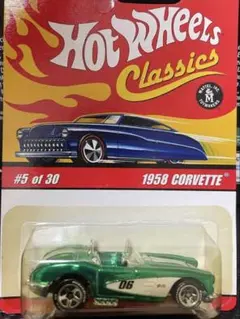 Hot Wheels
Classics
#5 of 30
1958 CORVETTE
06